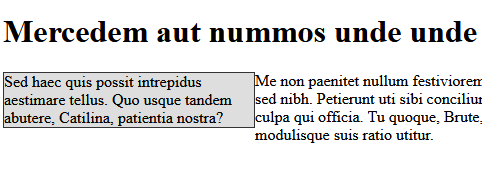 Mercedem aut nummos unde unde
Sed haec quis possit intrepidus
aestimare tellus. Quo usque tandem
abutere, Catilina, patientia nostra?
Me non paenitet nullum festiviorem
sed nibh. Petierunt uti sibi concilium
culpa qui officia. Tu quoque, Brute,
modulisque suis ratio utitur.